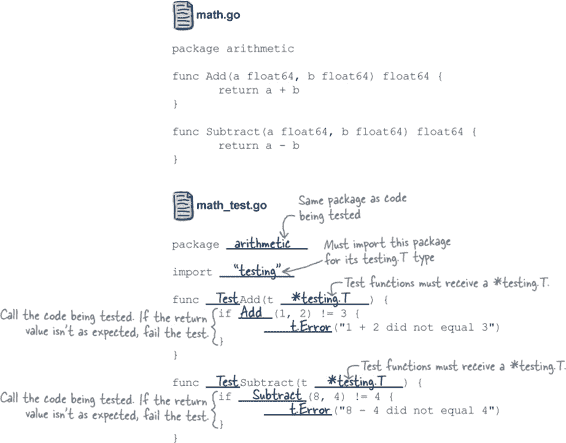 math.go
package arithmetic
func Add(a float64, b float64) float64 {
return a + b
}
func Subtract(a float64, b float64) float64 {
return a - b
}
math_test.go
Same package as code
being tested
package arithmetic
Must import this package
for its testing.T type
import "testing"
Test functions must receive a *testing.T.
func TestAdd(t *testing.T) {
Call the code being tested. If the return
value isn't as expected, fail the test.
if Add(1, 2) != 3 {
t.Error("1 + 2 did not equal 3")
}
}
Test functions must receive a *testing.T.
func TestSubtract(t *testing.T) {
Call the code being tested. If the return
value isn't as expected, fail the test.
if Subtract(8, 4) != 4 {
t.Error("8 - 4 did not equal 4")
}
}